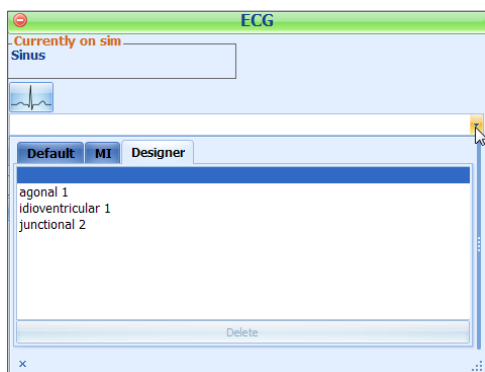 ECG
Currently on sim
Sinus
Default MI Designer
agonal 1
idioventricular 1
junctional 2
Delete